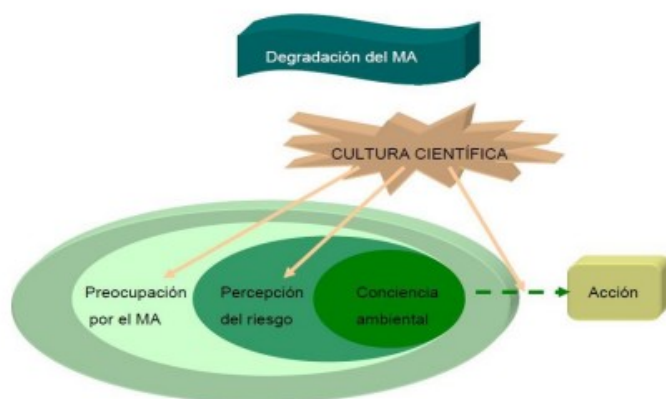 Degradación del MA
CULTURA CIENTÍFICA
Preocupación
por el MA
Percepción
del riesgo
Conciencia
ambiental
Acción